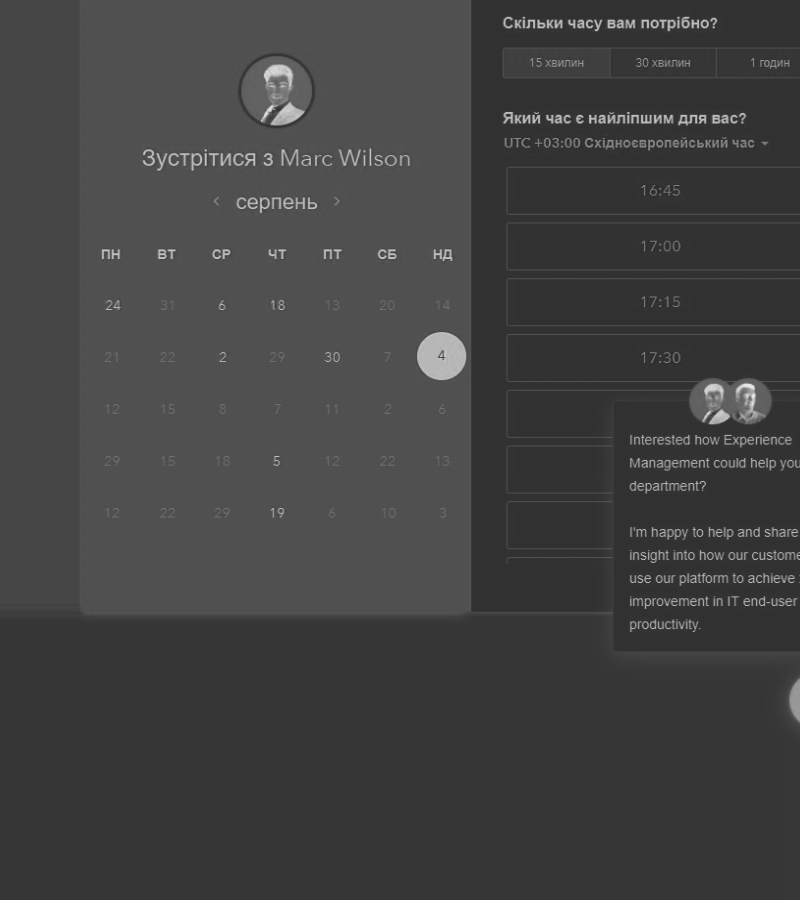 Зустрітися з Marc Wilson
серпень
ПН ВТ СР ЧТ ПТ СБ НД
24 31 6 18 13 20 14
21 22 2 29 30 7 4
12 15 8 7 11 2 6
29 15 18 5 12 22 13
12 22 29 19 6 10 3
Скільки часу вам потрібно?
15 хвилин 30 хвилин 1 годин
Який час є найліпшим для вас?
UTC +03:00 Східноєвропейський час
16:45
17:00
17:15
17:30
Interested how Experience
Management could help you
department?
I'm happy to help and share
insight into how our custome
use our platform to achieve
improvement in IT end-user
productivity.